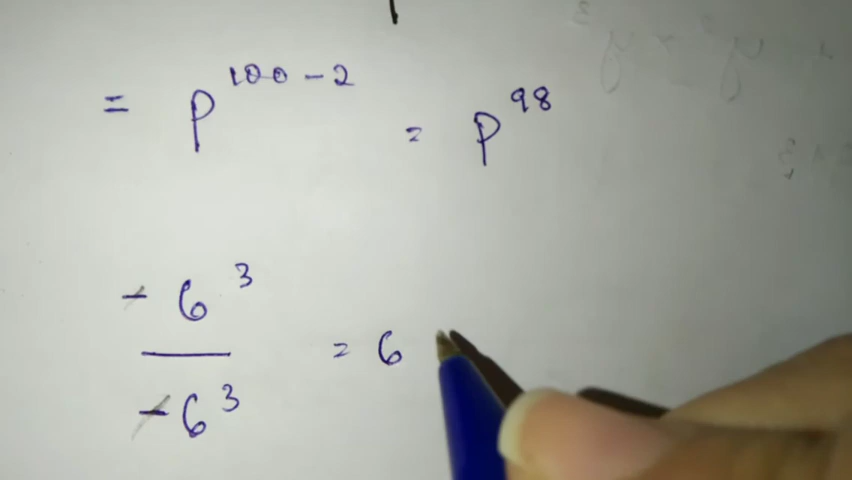 = p^100-2 = p^98
-6^3
—— = 6
-6^3